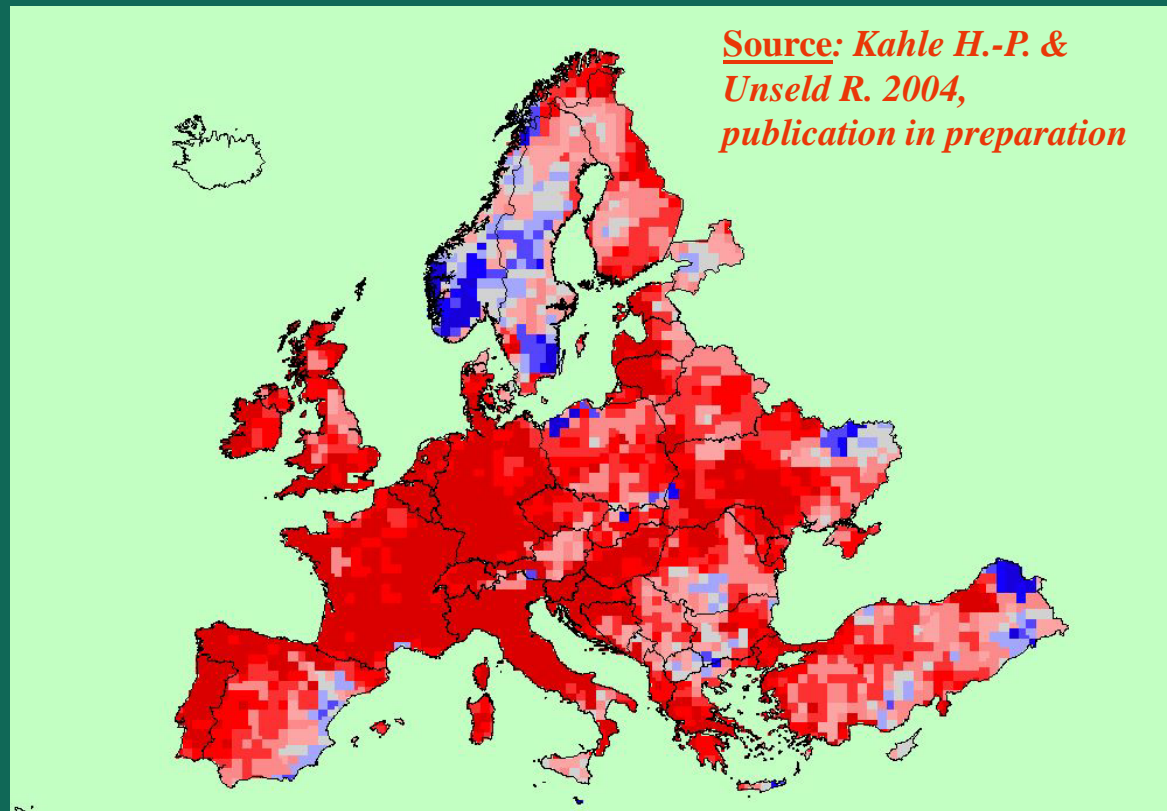 Source: Kahle H.-P. &
Unseld R. 2004,
publication in preparation